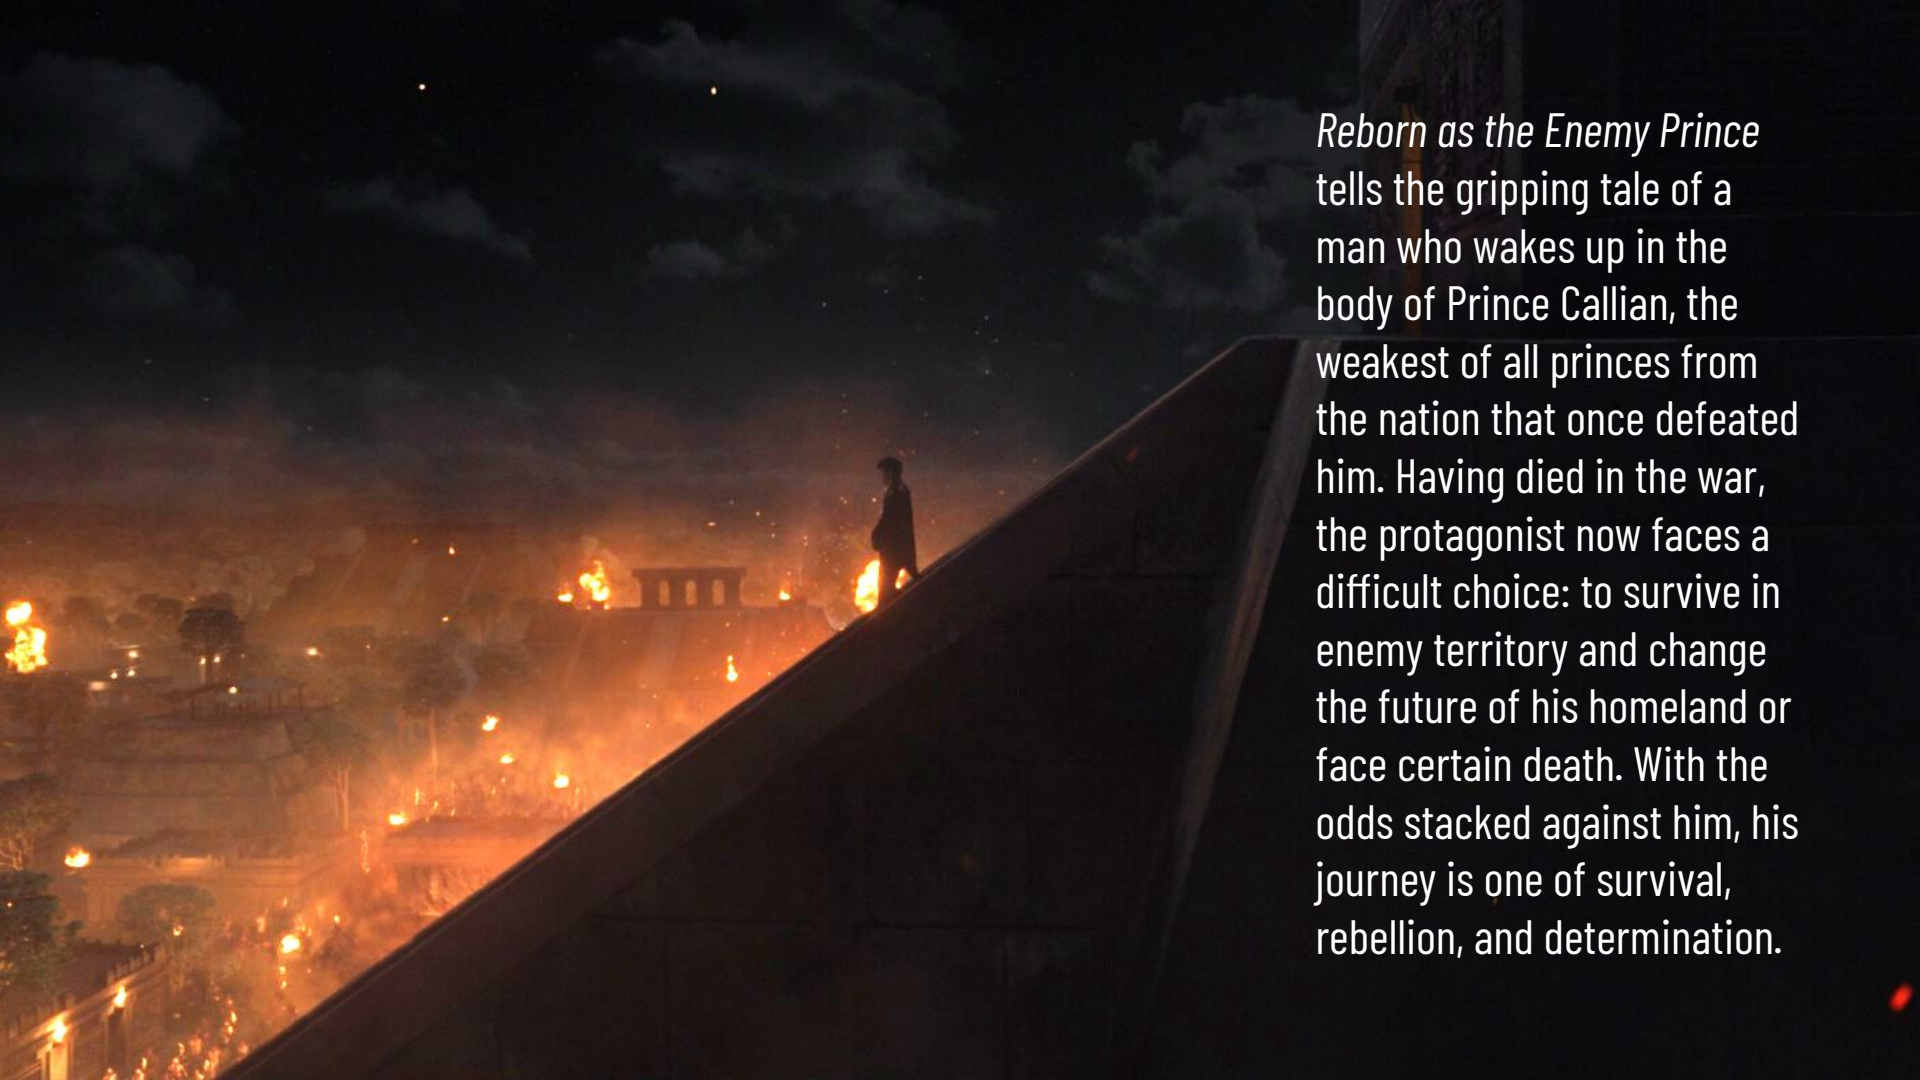 Reborn as the Enemy Prince
tells the gripping tale of a
man who wakes up in the
body of Prince Callian, the
weakest of all princes from
the nation that once defeated
him. Having died in the war,
the protagonist now faces a
difficult choice: to survive in
enemy territory and change
the future of his homeland or
face certain death. With the
odds stacked against him, his
journey is one of survival,
rebellion, and determination.